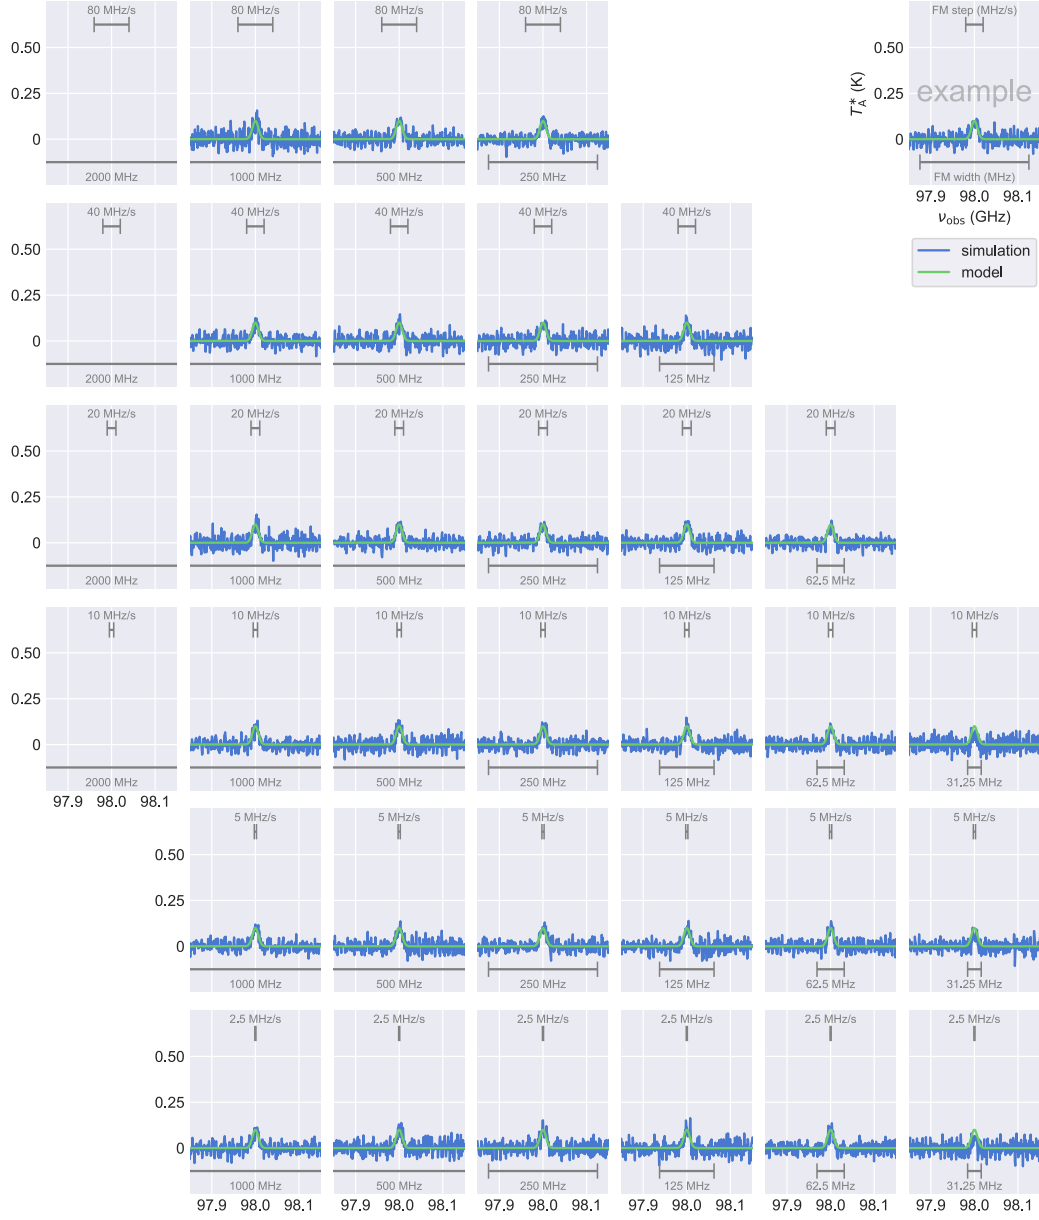 80 MHz/s 80 MHz/s 80 MHz/s 80 MHz/s FM step (MHz/s)
0.50 0.50
0.25 0.25 example
0 0
T*A (K)
2000 MHz 1000 MHz 500 MHz 250 MHz FM width (MHz)
97.9 98.0 98.1
νobs (GHz)
40 MHz/s 40 MHz/s 40 MHz/s 40 MHz/s 40 MHz/s
simulation
model
0.50
0.25
0
2000 MHz 1000 MHz 500 MHz 250 MHz 125 MHz
20 MHz/s 20 MHz/s 20 MHz/s 20 MHz/s 20 MHz/s 20 MHz/s
0.50
0.25
0
2000 MHz 1000 MHz 500 MHz 250 MHz 125 MHz 62.5 MHz
10 MHz/s 10 MHz/s 10 MHz/s 10 MHz/s 10 MHz/s 10 MHz/s 10 MHz/s
0.50
0.25
0
2000 MHz 1000 MHz 500 MHz 250 MHz 125 MHz 62.5 MHz 31.25 MHz
97.9 98.0 98.1
5 MHz/s 5 MHz/s 5 MHz/s 5 MHz/s 5 MHz/s 5 MHz/s
0.50
0.25
0
1000 MHz 500 MHz 250 MHz 125 MHz 62.5 MHz 31.25 MHz
2.5 MHz/s 2.5 MHz/s 2.5 MHz/s 2.5 MHz/s 2.5 MHz/s 2.5 MHz/s
0.50
0.25
0
1000 MHz 500 MHz 250 MHz 125 MHz 62.5 MHz 31.25 MHz
97.9 98.0 98.1 97.9 98.0 98.1 97.9 98.0 98.1 97.9 98.0 98.1 97.9 98.0 98.1 97.9 98.0 98.1